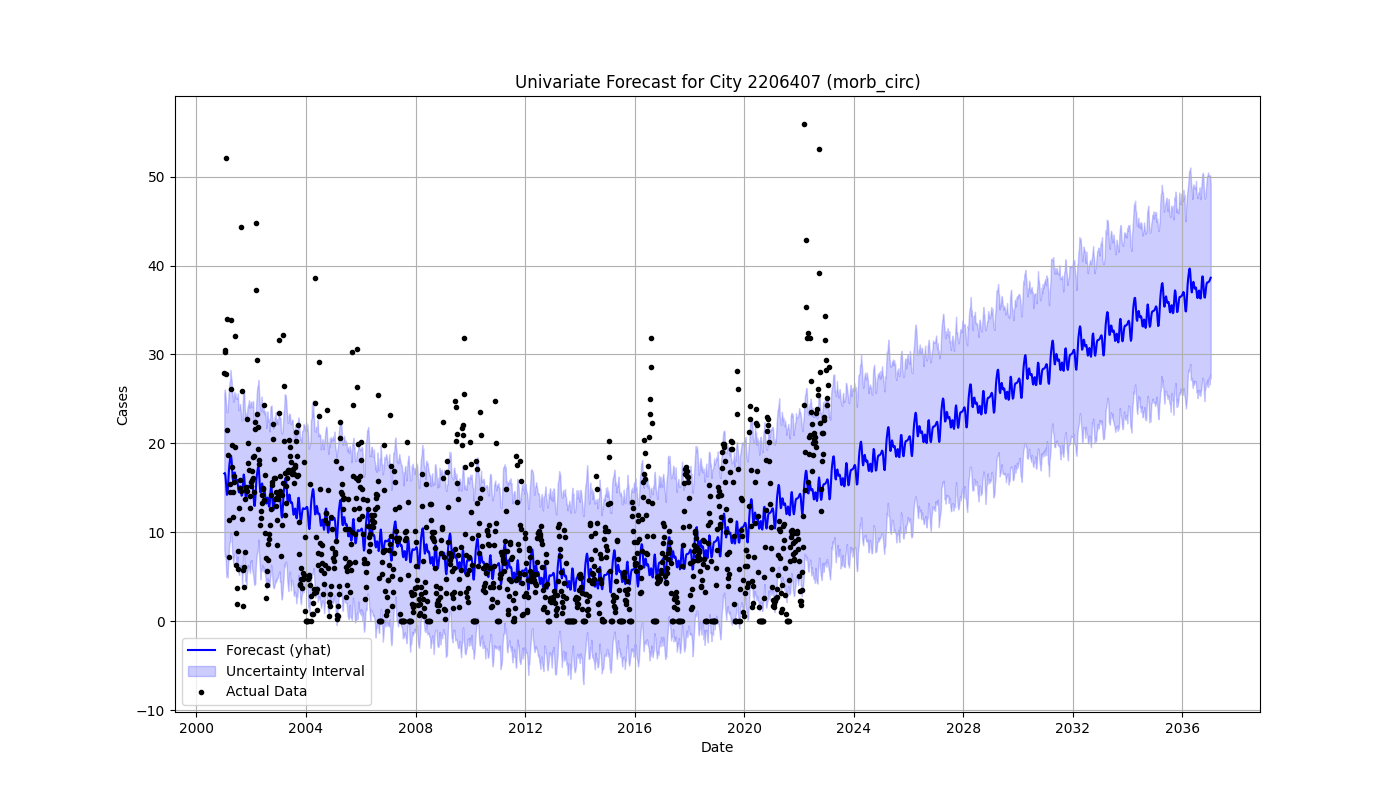 Univariate Forecast for City 2206407 (morb_circ)
Cases
50
40
30
20
10
0
−10
Forecast (yhat)
Uncertainty Interval
Actual Data
2000 2004 2008 2012 2016 2020 2024 2028 2032 2036
Date